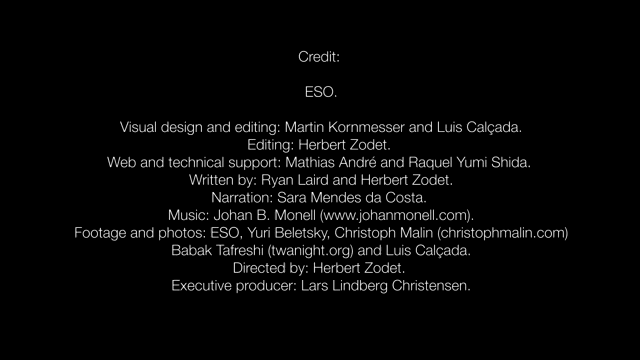 Credit:
ESO.
Visual design and editing: Martin Kornmesser and Luis Calçada.
Editing: Herbert Zodet.
Web and technical support: Mathias André and Raquel Yumi Shida.
Written by: Ryan Laird and Herbert Zodet.
Narration: Sara Mendes da Costa.
Music: Johan B. Monell (www.johanmonell.com).
Footage and photos: ESO, Yuri Beletsky, Christoph Malin (christophmalin.com)
Babak Tafreshi (twanight.org) and Luis Calçada.
Directed by: Herbert Zodet.
Executive producer: Lars Lindberg Christensen.